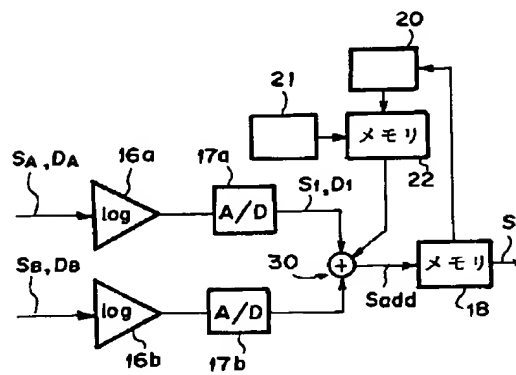 20
21
メモリ
22
SA,DA
16a
log
17a
A/D
S1,D1
30
+
Sadd
メモリ
18
S
SB,DB
log
16b
A/D
17b